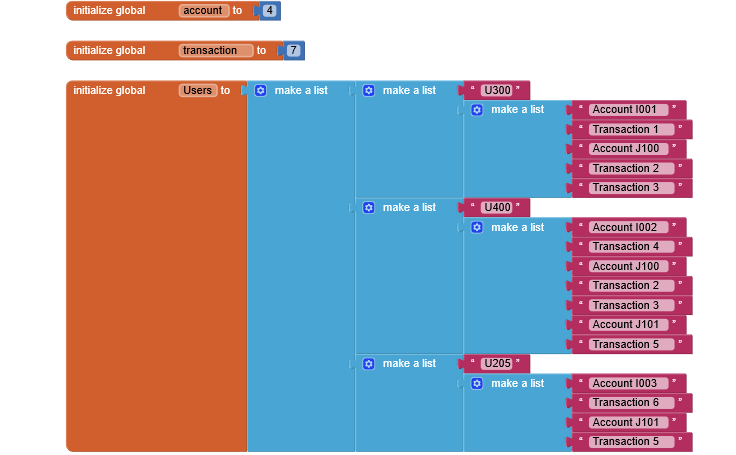 initialize global account to 4
initialize global transaction to 7
initialize global Users to make a list make a list " U300 "
make a list " Account I001 "
" Transaction 1 "
" Account J100 "
" Transaction 2 "
" Transaction 3 "
make a list " U400 "
make a list " Account I002 "
" Transaction 4 "
" Account J100 "
" Transaction 2 "
" Transaction 3 "
" Account J101 "
" Transaction 5 "
make a list " U205 "
make a list " Account I003 "
" Transaction 6 "
" Account J101 "
" Transaction 5 "